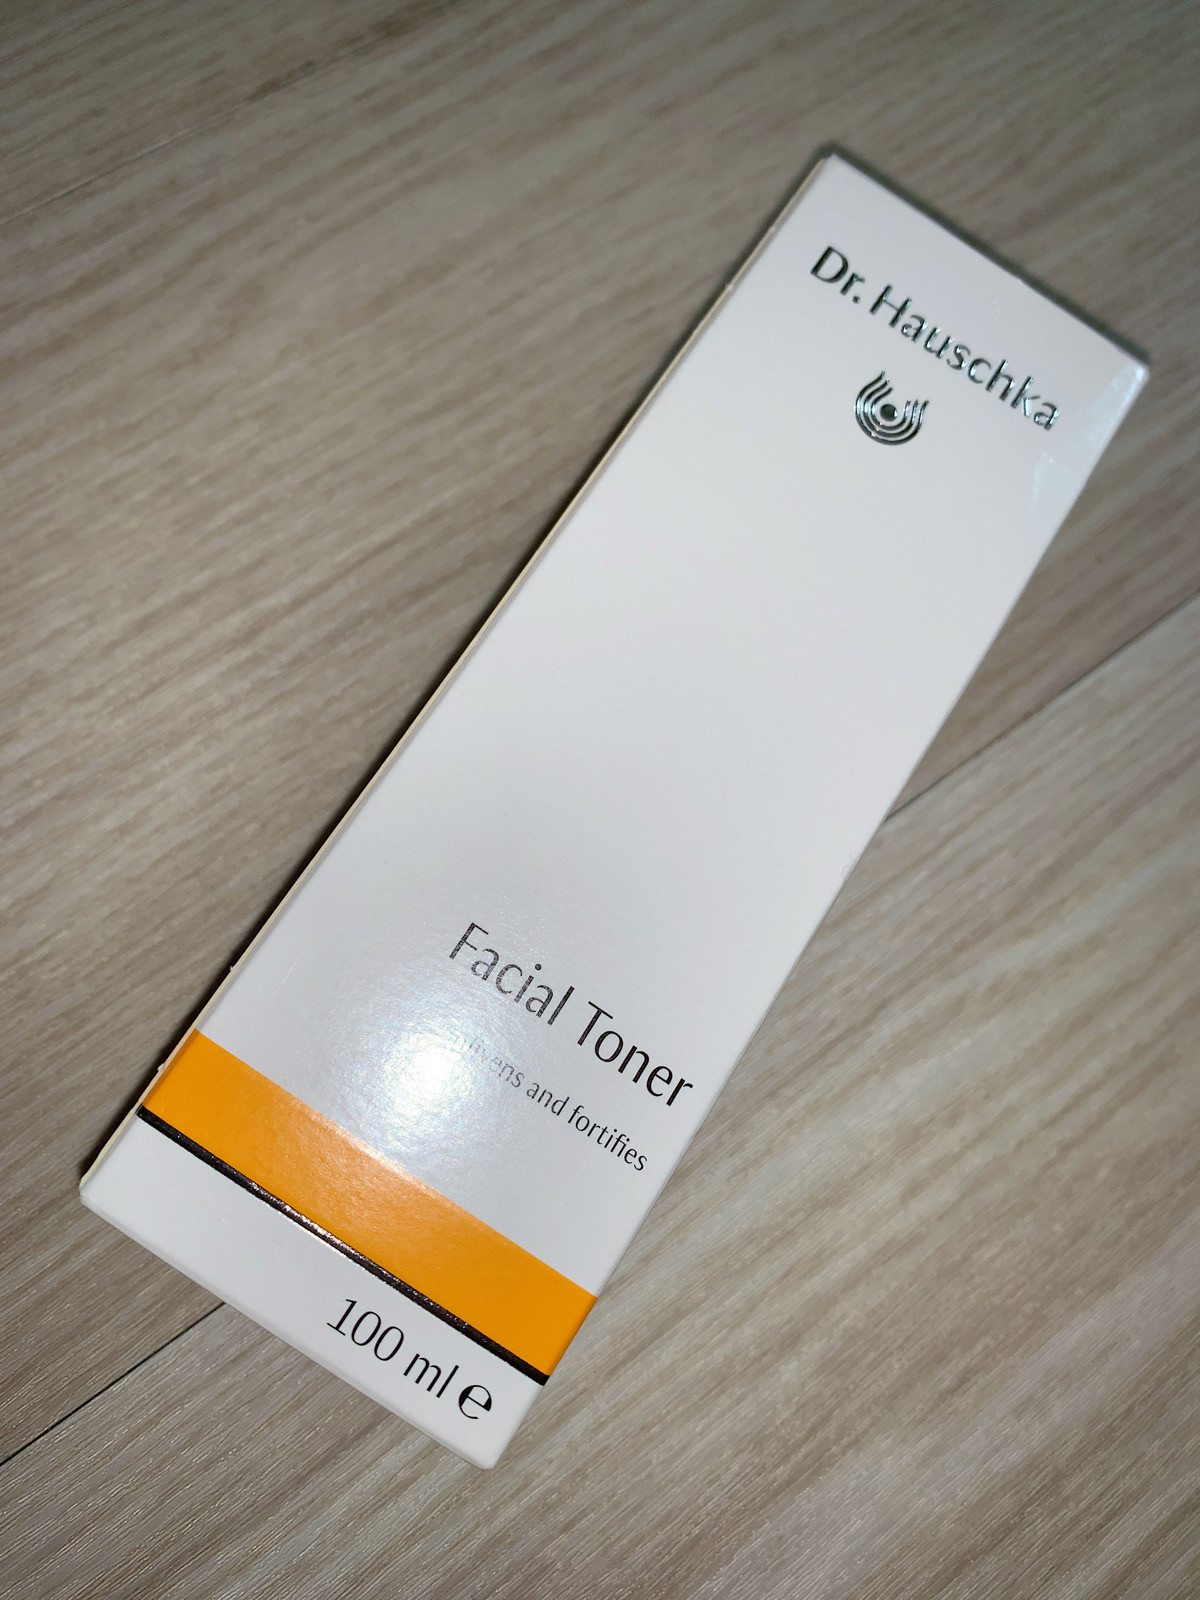 Dr. Hauschka
Facial Toner
and fortifies
100 ml ℮